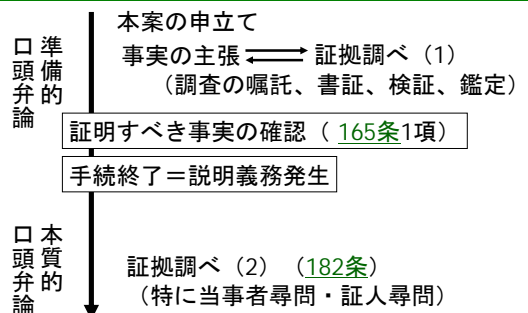 準備的
口頭弁論
本案の申立て
事実の主張 証拠調べ（1）
（調査の嘱託、書証、検証、鑑定）
証明すべき事実の確認（ 165条1項）
手続終了＝説明義務発生
本質的
口頭弁論
証拠調べ（2）（182条）
（特に当事者尋問・証人尋問）